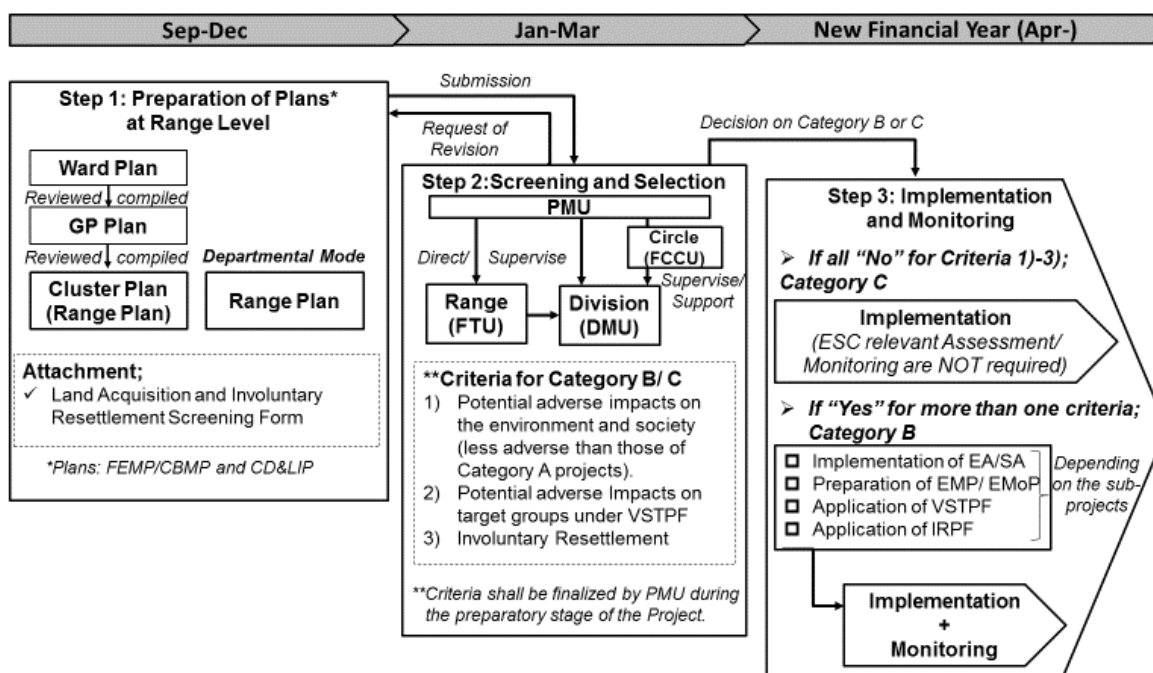 Sep-Dec
Jan-Mar
New Financial Year (Apr-)
Step 1: Preparation of Plans*
at Range Level
Ward Plan
Reviewed compiled
GP Plan
Reviewed compiled
Cluster Plan
(Range Plan)
Departmental Mode
Range Plan
Attachment;
✓ Land Acquisition and Involuntary
Resettlement Screening Form
*Plans: FEMP/CBMP and CD&LIP
Submission
Request of
Revision
Step 2:Screening and Selection
PMU
Circle
(FCCU)
Direct/ Supervise
Supervise/
Support
Range
(FTU)
Division
(DMU)
**Criteria for Category B/ C
1) Potential adverse impacts on
the environment and society
(less adverse than those of
Category A projects).
2) Potential adverse Impacts on
target groups under VSTPF
3) Involuntary Resettlement
**Criteria shall be finalized by PMU during
the preparatory stage of the Project.
Decision on Category B or C
Step 3: Implementation
and Monitoring
➢ If all “No” for Criteria 1)-3);
Category C
Implementation
(ESC relevant Assessment/
Monitoring are NOT required)
➢ If “Yes” for more than one criteria;
Category B
❑ Implementation of EA/SA
❑ Preparation of EMP/ EMoP
❑ Application of VSTPF
❑ Application of IRPF
Depending
on the sub-
projects
Implementation
+
Monitoring